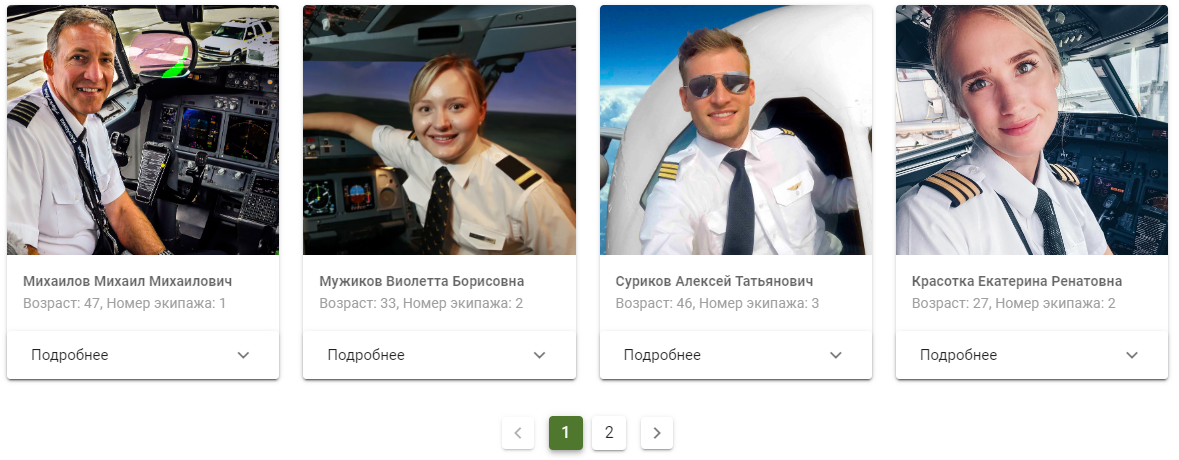 Михаилов Михаил Михаилович
Возраст: 47, Номер экипажа: 1
Подробнее
Мужиков Виолетта Борисовна
Возраст: 33, Номер экипажа: 2
Подробнее
Суриков Алексей Татьянович
Возраст: 46, Номер экипажа: 3
Подробнее
Красотка Екатерина Ренатовна
Возраст: 27, Номер экипажа: 2
Подробнее
1 2